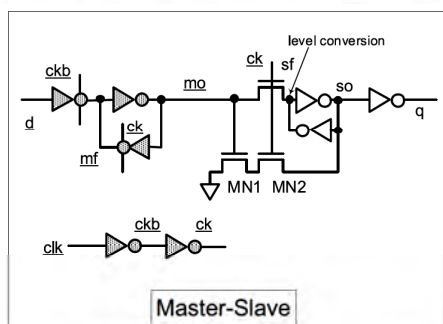 level conversion
ckb
ck
sf
mo
so
d
q
ck
mf
MN1 MN2
ckb ck
clk
Master-Slave